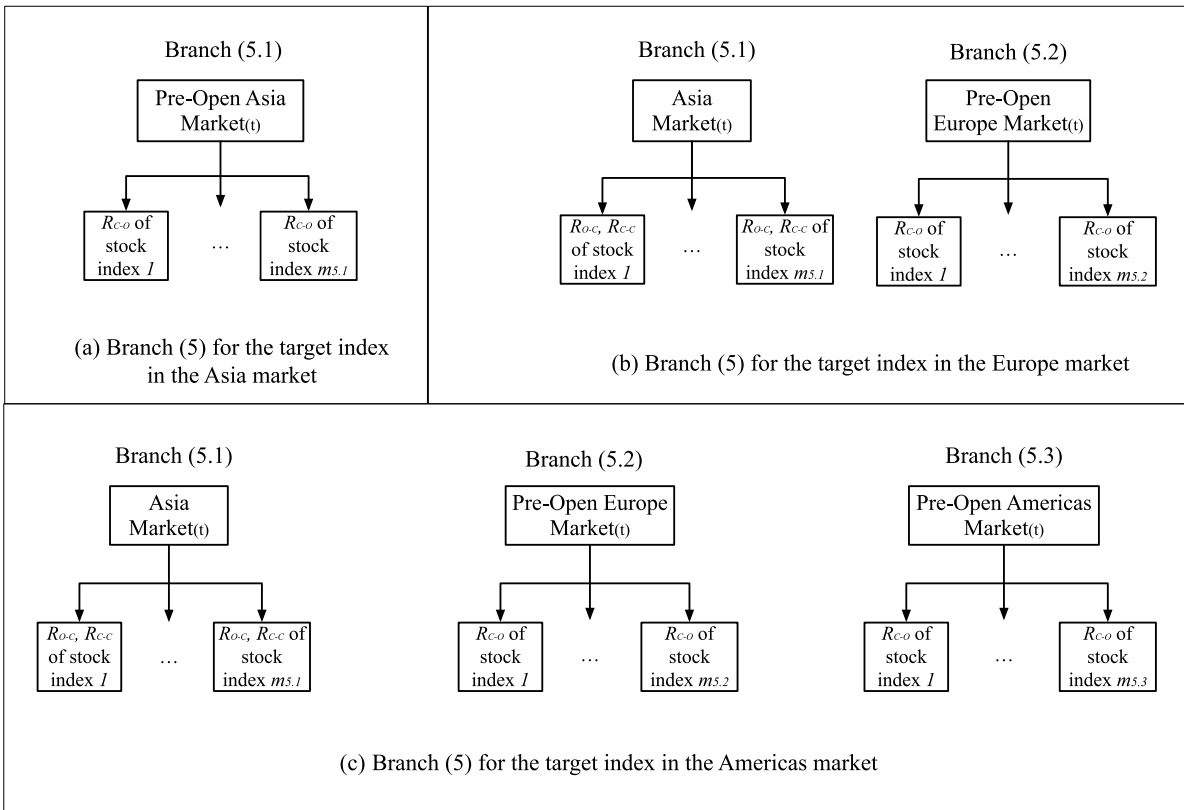 Branch (5.1)
Pre-Open Asia
Market(t)
RC-O of
stock
index 1
...
RC-O of
stock
index m5.1
(a) Branch (5) for the target index
in the Asia market
Branch (5.1)
Asia
Market(t)
RO-C, RC-C
of stock
index 1
...
RO-C, RC-C of
stock
index m5.1
Branch (5.2)
Pre-Open
Europe Market(t)
RC-O of
stock
index 1
...
RC-O of
stock
index m5.2
(b) Branch (5) for the target index in the Europe market
Branch (5.1)
Asia
Market(t)
RO-C, RC-C
of stock
index 1
...
RO-C, RC-C of
stock
index m5.1
Branch (5.2)
Pre-Open Europe
Market(t)
RC-O of
stock
index 1
...
RC-O of
stock
index m5.2
Branch (5.3)
Pre-Open Americas
Market(t)
RC-O of
stock
index 1
...
RC-O of
stock
index m5.3
(c) Branch (5) for the target index in the Americas market